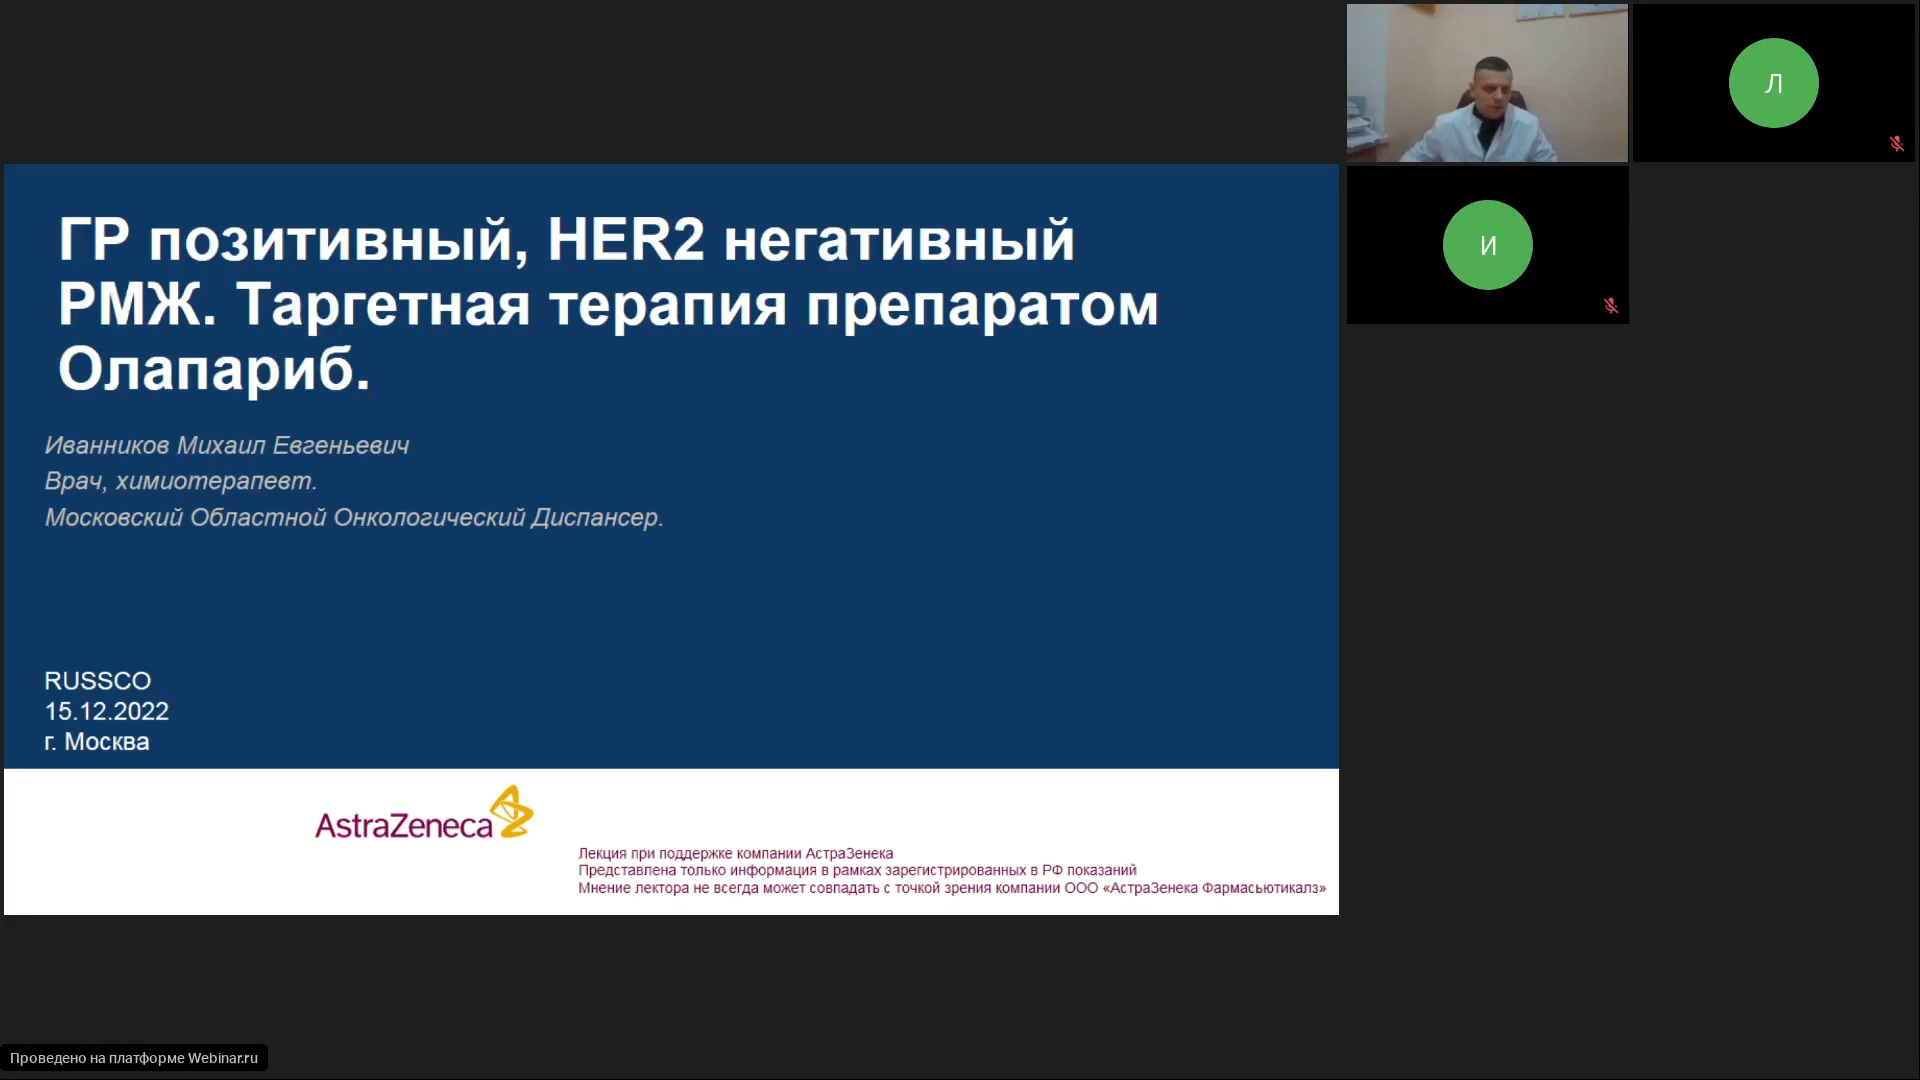 ГР позитивный, HER2 негативный
РМЖ. Таргетная терапия препаратом
Олапариб.
Иванников Михаил Евгеньевич
Врач, химиотерапевт.
Московский Областной Онкологический Диспансер.
RUSSCO
15.12.2022
г. Москва
AstraZeneca
Лекция при поддержке компании АстраЗенека
Представлена только информация в рамках зарегистрированных в РФ показаний
Мнение лектора не всегда может совпадать с точкой зрения компании ООО «АстраЗенека Фармасьютикалз»
Л
И
Проведено на платформе Webinar.ru